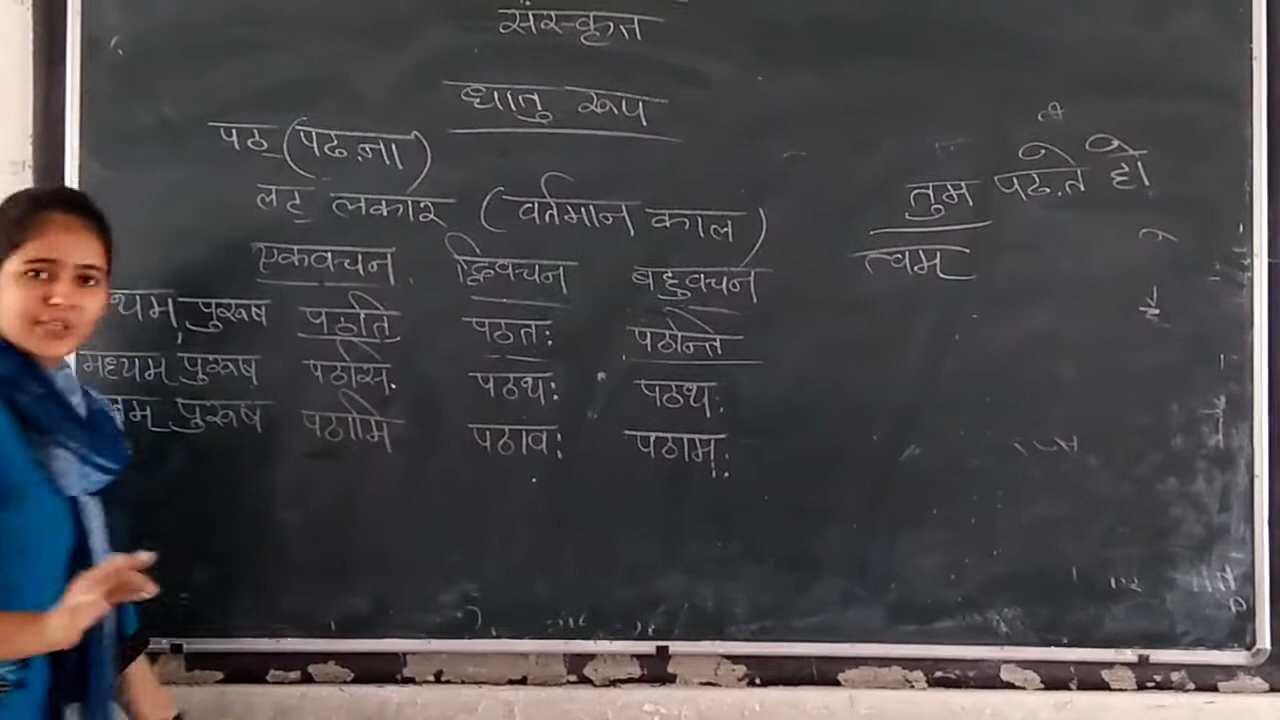 संस्कृत
धातु रूप
पठ् (पढ़ना)
लट् लकार (वर्तमान काल)
एकवचन द्विवचन बहुवचन
थम पुरूष पठति पठतः पठन्ति
मध्यम पुरूष पठसि पठथः पठथ
पुरूष पठामि पठावः पठामः
तुम पढ़ते हो
त्वम